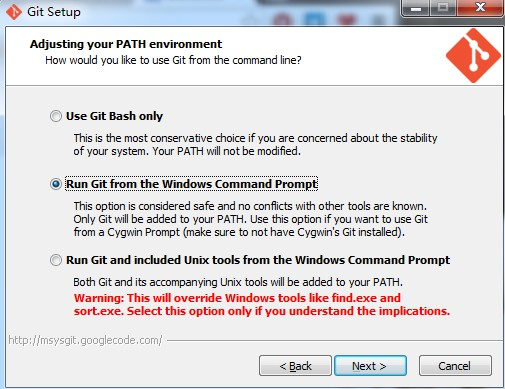 Git Setup
Adjusting your PATH environment
How would you like to use Git from the command line?
Use Git Bash only
This is the most conservative choice if you are concerned about the stability
of your system. Your PATH will not be modified.
Run Git from the Windows Command Prompt
This option is considered safe and no conflicts with other tools are known.
Only Git will be added to your PATH. Use this option if you want to use Git
from a Cygwin Prompt (make sure to not have Cygwin's Git installed).
Run Git and included Unix tools from the Windows Command Prompt
Both Git and its accompanying Unix tools will be added to your PATH.
Warning: This will override Windows tools like find.exe and
sort.exe. Select this option only if you understand the implications.
http://msysgit.googlecode.com/
< Back
Next >
Cancel